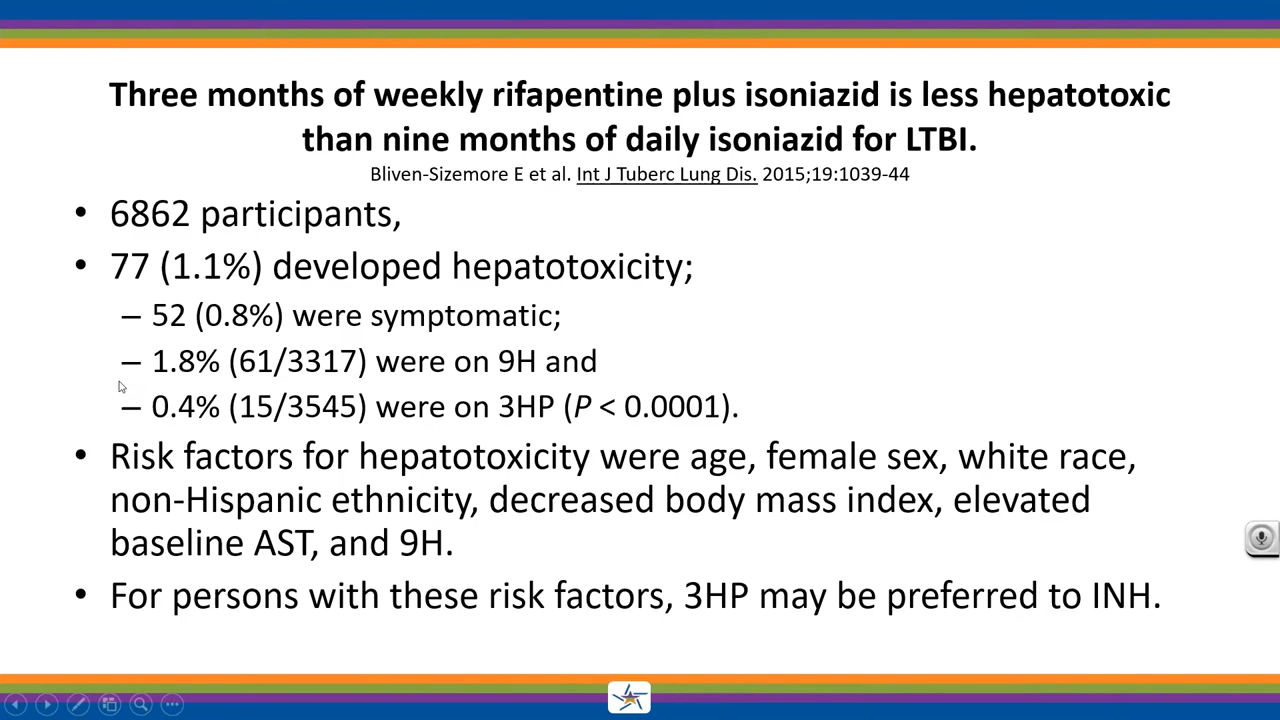 Three months of weekly rifapentine plus isoniazid is less hepatotoxic
than nine months of daily isoniazid for LTBI.
Bliven-Sizemore E et al. Int J Tuberc Lung Dis. 2015;19:1039-44
• 6862 participants,
• 77 (1.1%) developed hepatotoxicity;
– 52 (0.8%) were symptomatic;
– 1.8% (61/3317) were on 9H and
– 0.4% (15/3545) were on 3HP (P < 0.0001).
• Risk factors for hepatotoxicity were age, female sex, white race,
non-Hispanic ethnicity, decreased body mass index, elevated
baseline AST, and 9H.
• For persons with these risk factors, 3HP may be preferred to INH.